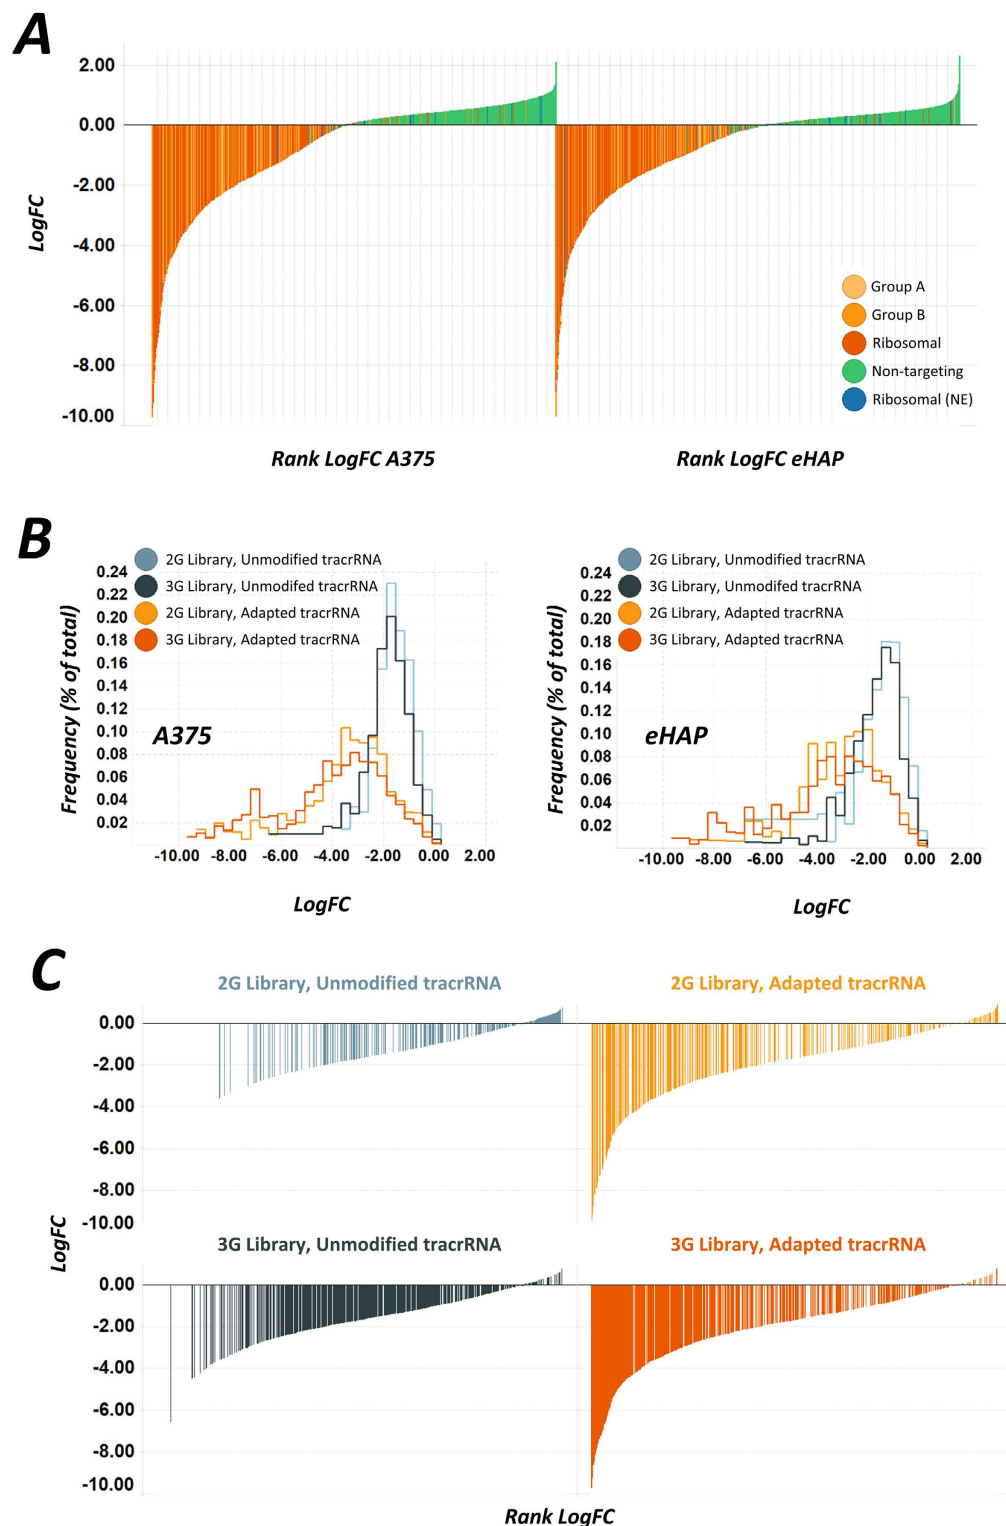 A
LogFC
2.00
0.00
-2.00
-4.00
-6.00
-8.00
-10.00
Group A
Group B
Ribosomal
Non-targeting
Ribosomal (NE)
Rank LogFC A375
Rank LogFC eHAP
B
2G Library, Unmodified tracrRNA
3G Library, Unmodifed tracrRNA
2G Library, Adapted tracrRNA
3G Library, Adapted tracrRNA
Frequency (% of total)
0.24
0.22
0.20
0.18
0.16
0.14
0.12
0.10
0.08
0.06
0.04
0.02
A375
-10.00 -8.00 -6.00 -4.00 -2.00 0.00 2.00
LogFC
2G Library, Unmodified tracrRNA
3G Library, Unmodifed tracrRNA
2G Library, Adapted tracrRNA
3G Library, Adapted tracrRNA
Frequency (% of total)
0.24
0.22
0.20
0.18
0.16
0.14
0.12
0.10
0.08
0.06
0.04
0.02
eHAP
-10.00 -8.00 -6.00 -4.00 -2.00 0.00 2.00
LogFC
C
2G Library, Unmodified tracrRNA
2G Library, Adapted tracrRNA
0.00
-2.00
-4.00
-6.00
-8.00
-10.00
LogFC
3G Library, Unmodified tracrRNA
3G Library, Adapted tracrRNA
0.00
-2.00
-4.00
-6.00
-8.00
-10.00
Rank LogFC